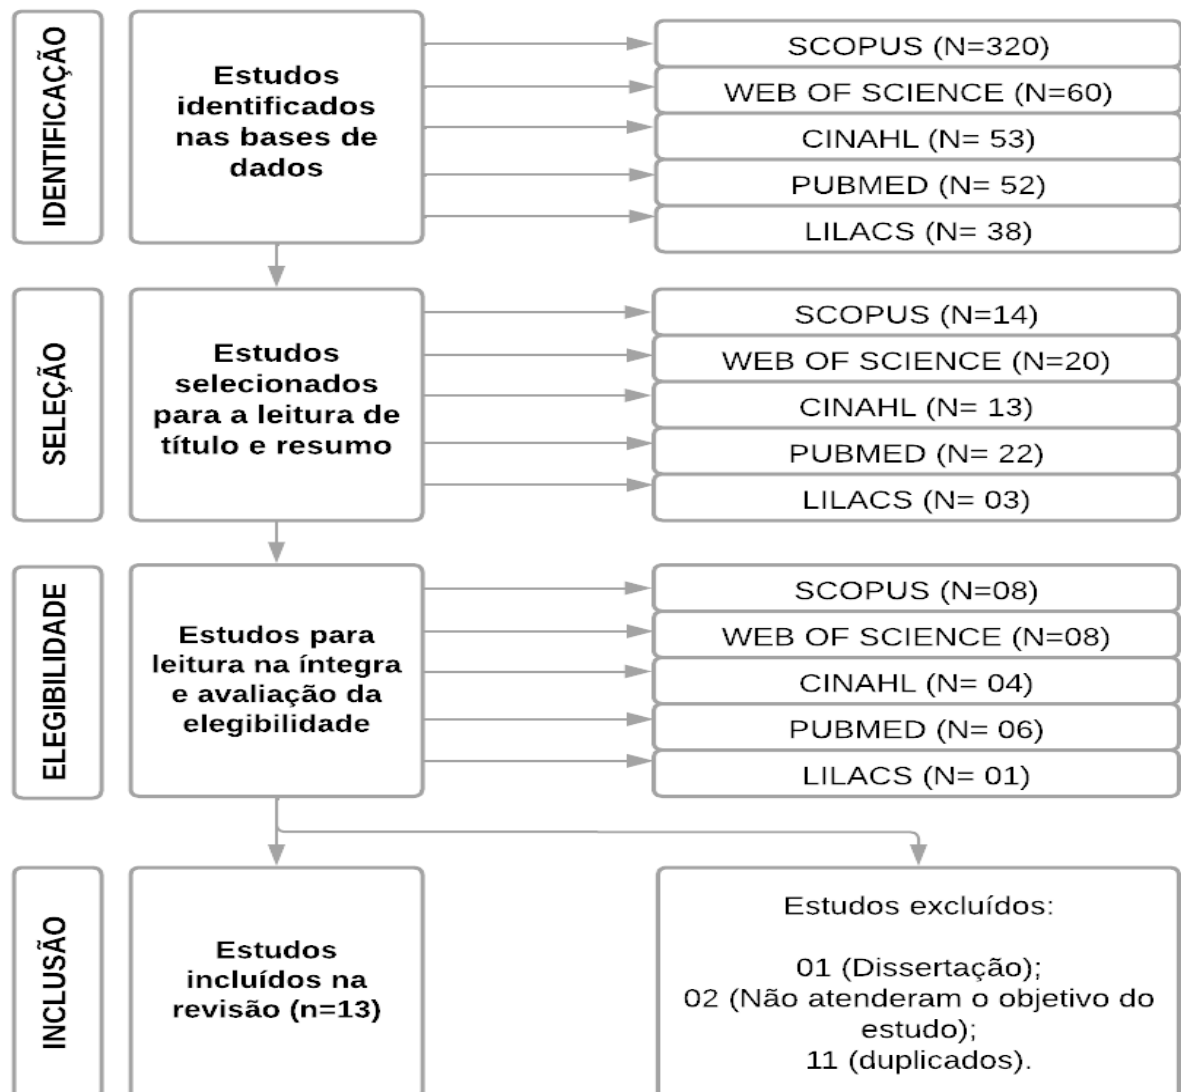 IDENTIFICAÇÃO
Estudos
identificados
nas bases de
dados
SCOPUS (N=320)
WEB OF SCIENCE (N=60)
CINAHL (N= 53)
PUBMED (N= 52)
LILACS (N= 38)
SELEÇÃO
Estudos
selecionados
para a leitura de
título e resumo
SCOPUS (N=14)
WEB OF SCIENCE (N=20)
CINAHL (N= 13)
PUBMED (N= 22)
LILACS (N= 03)
ELEGIBILIDADE
Estudos para
leitura na íntegra
e avaliação da
elegibilidade
SCOPUS (N=08)
WEB OF SCIENCE (N=08)
CINAHL (N= 04)
PUBMED (N= 06)
LILACS (N= 01)
INCLUSÃO
Estudos
incluídos na
revisão (n=13)
Estudos excluídos:
01 (Dissertação);
02 (Não atenderam o objetivo do
estudo);
11 (duplicados).